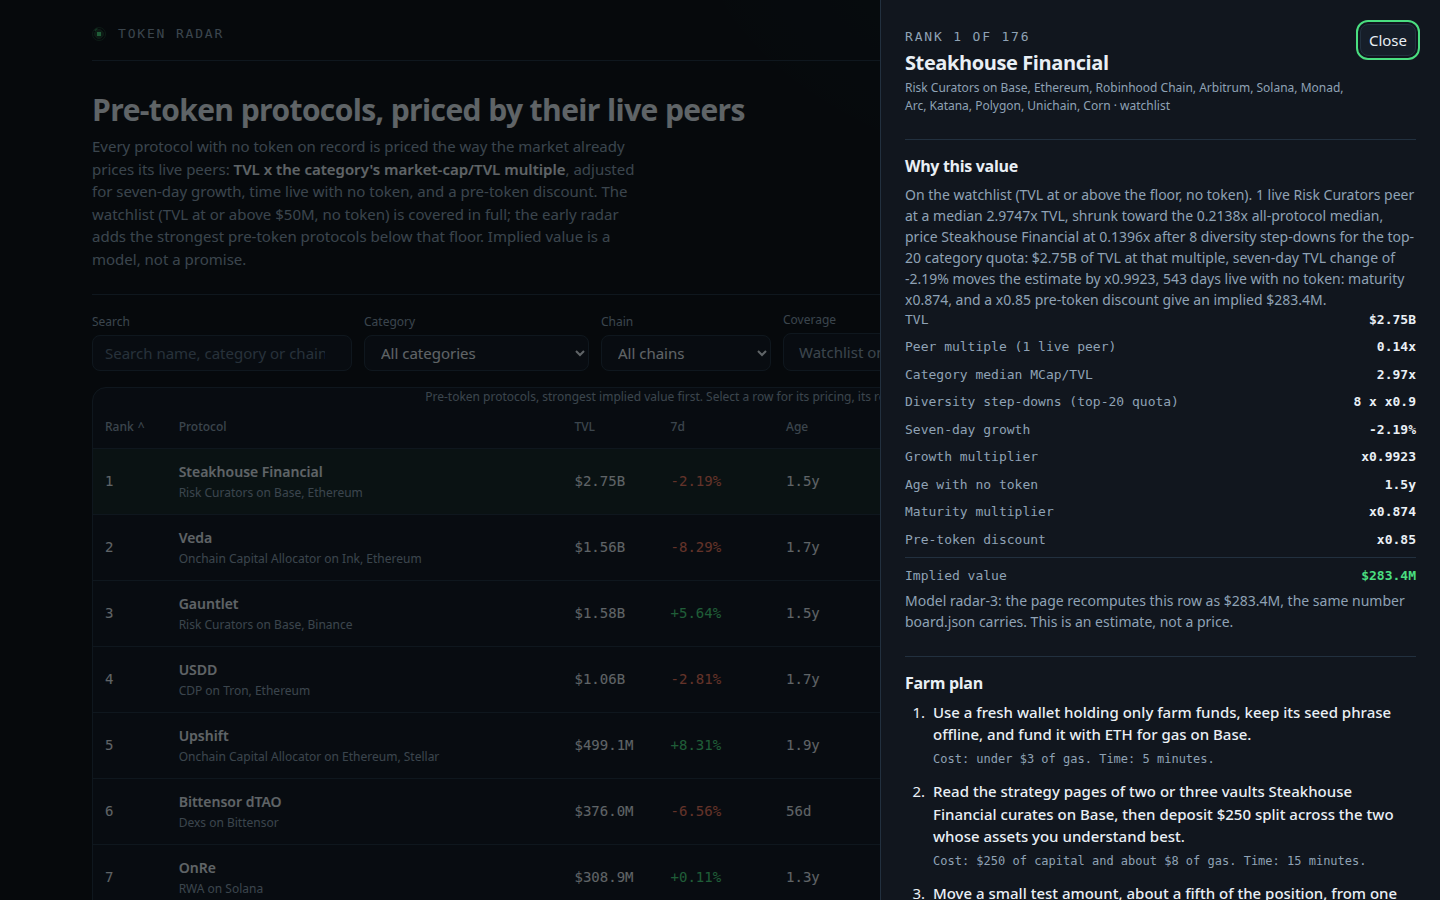 TOKEN RADAR
Pre-token protocols, priced by their live peers
Every protocol with no token on record is priced the way the market already
prices its live peers: TVL x the category's market-cap/TVL multiple, adjusted
for seven-day growth, time live with no token, and a pre-token discount. The
watchlist (TVL at or above $50M, no token) is covered in full; the early radar
adds the strongest pre-token protocols below that floor. Implied value is a
model, not a promise.
Search
Category
Chain
Coverage
Search name, category or chain
All categories
All chains
Watchlist or
Pre-token protocols, strongest implied value first. Select a row for its pricing, its r
Rank ^
Protocol
TVL
7d
Age
1
Steakhouse Financial
Risk Curators on Base, Ethereum
$2.75B
-2.19%
1.5y
2
Veda
Onchain Capital Allocator on Ink, Ethereum
$1.56B
-8.29%
1.7y
3
Gauntlet
Risk Curators on Base, Binance
$1.58B
+5.64%
1.5y
4
USDD
CDP on Tron, Ethereum
$1.06B
-2.81%
1.7y
5
Upshift
Onchain Capital Allocator on Ethereum, Stellar
$499.1M
+8.31%
1.9y
6
Bittensor dTAO
Dexs on Bittensor
$376.0M
-6.56%
56d
7
OnRe
RWA on Solana
$308.9M
+0.11%
1.3y
RANK 1 OF 176
Close
Steakhouse Financial
Risk Curators on Base, Ethereum, Robinhood Chain, Arbitrum, Solana, Monad,
Arc, Katana, Polygon, Unichain, Corn · watchlist
Why this value
On the watchlist (TVL at or above the floor, no token). 1 live Risk Curators peer
at a median 2.9747x TVL, shrunk toward the 0.2138x all-protocol median,
price Steakhouse Financial at 0.1396x after 8 diversity step-downs for the top-
20 category quota: $2.75B of TVL at that multiple, seven-day TVL change of
-2.19% moves the estimate by x0.9923, 543 days live with no token: maturity
x0.874, and a x0.85 pre-token discount give an implied $283.4M.
TVL $2.75B
Peer multiple (1 live peer) 0.14x
Category median MCap/TVL 2.97x
Diversity step-downs (top-20 quota) 8 x x0.9
Seven-day growth -2.19%
Growth multiplier x0.9923
Age with no token 1.5y
Maturity multiplier x0.874
Pre-token discount x0.85
Implied value $283.4M
Model radar-3: the page recomputes this row as $283.4M, the same number
board.json carries. This is an estimate, not a price.
Farm plan
1. Use a fresh wallet holding only farm funds, keep its seed phrase
offline, and fund it with ETH for gas on Base.
Cost: under $3 of gas. Time: 5 minutes.
2. Read the strategy pages of two or three vaults Steakhouse
Financial curates on Base, then deposit $250 split across the two
whose assets you understand best.
Cost: $250 of capital and about $8 of gas. Time: 15 minutes.
3. Move a small test amount, about a fifth of the position, from one